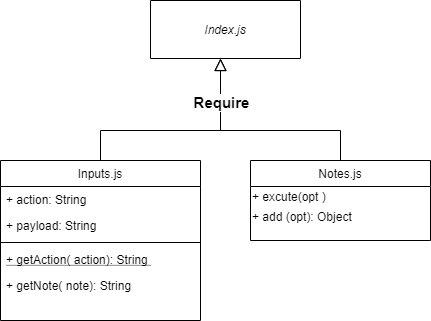 Index.js
Require
Inputs.js
+ action: String
+ payload: String
+ getAction( action): String
+ getNote( note): String
Notes.js
+ excute(opt )
+ add (opt): Object